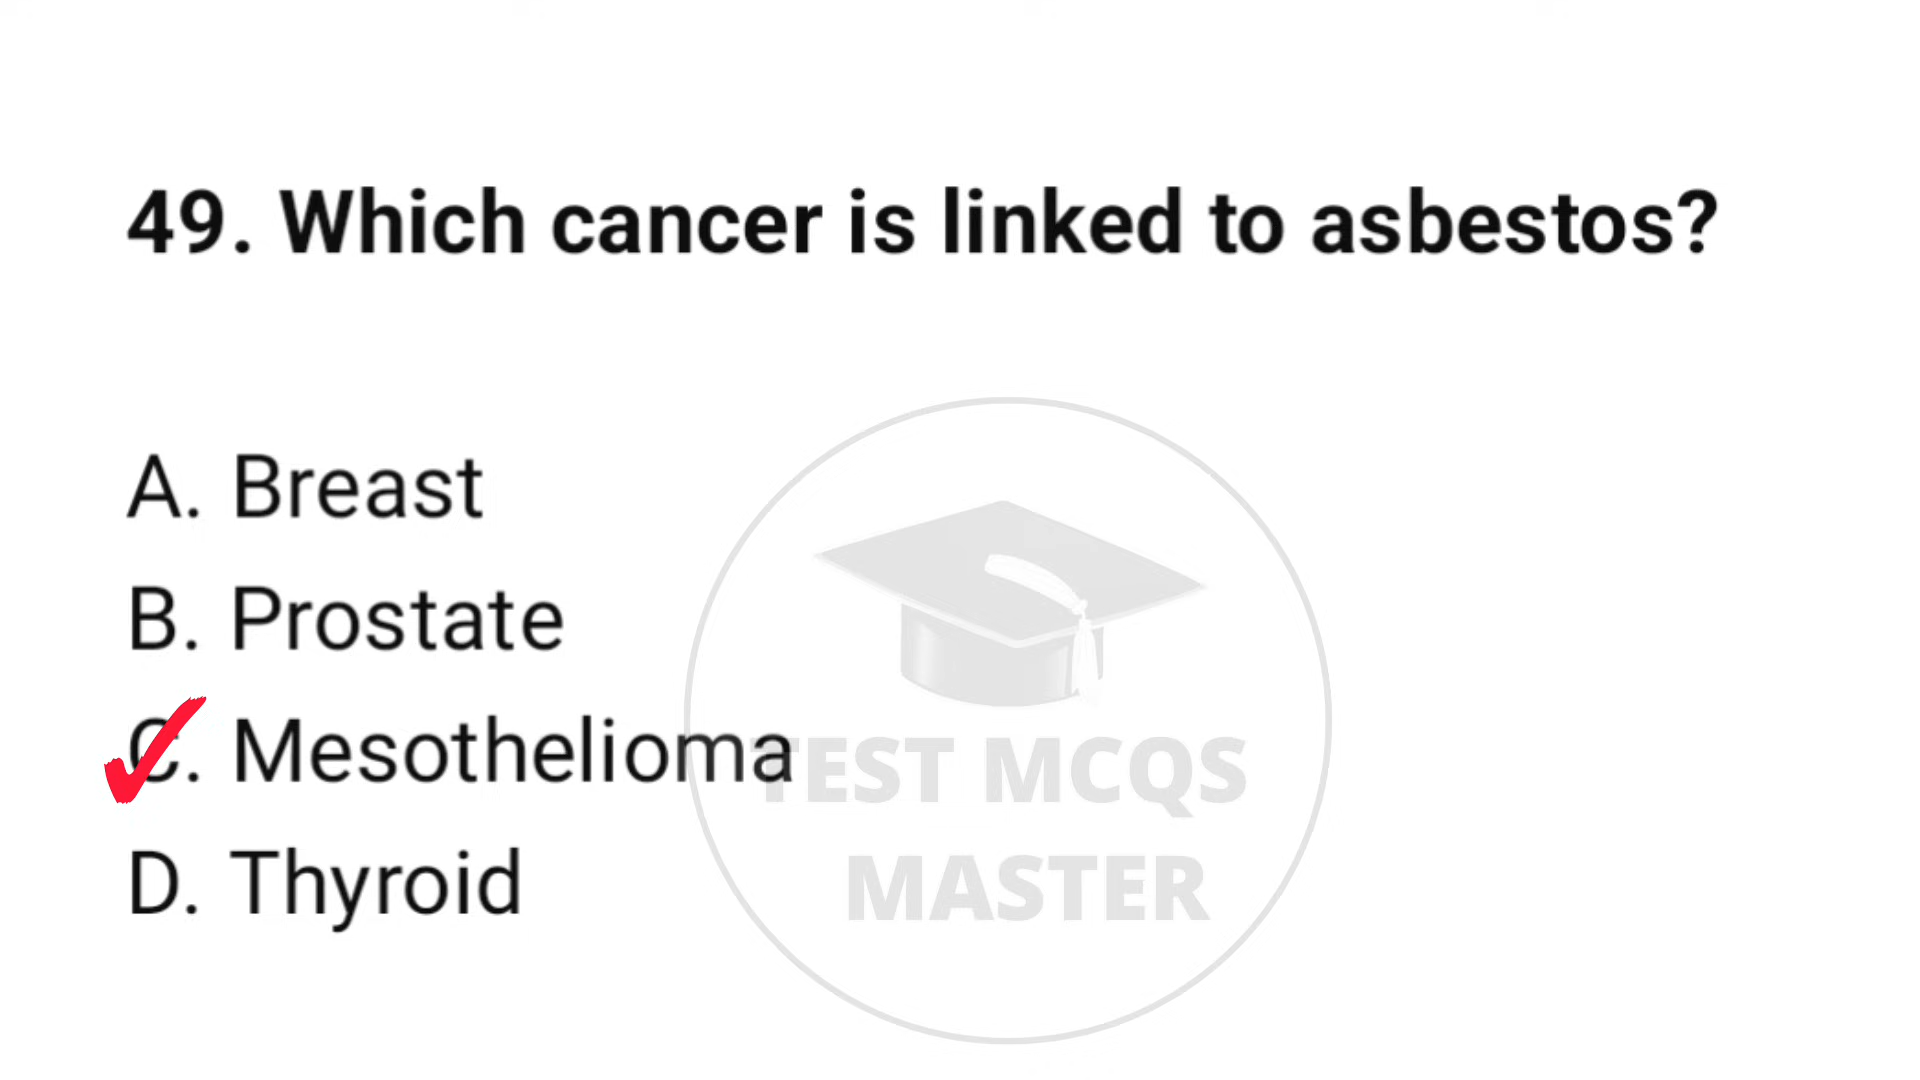 49. Which cancer is linked to asbestos?
A. Breast
B. Prostate
C. Mesothelioma
D. Thyroid
TEST MCQS
MASTER